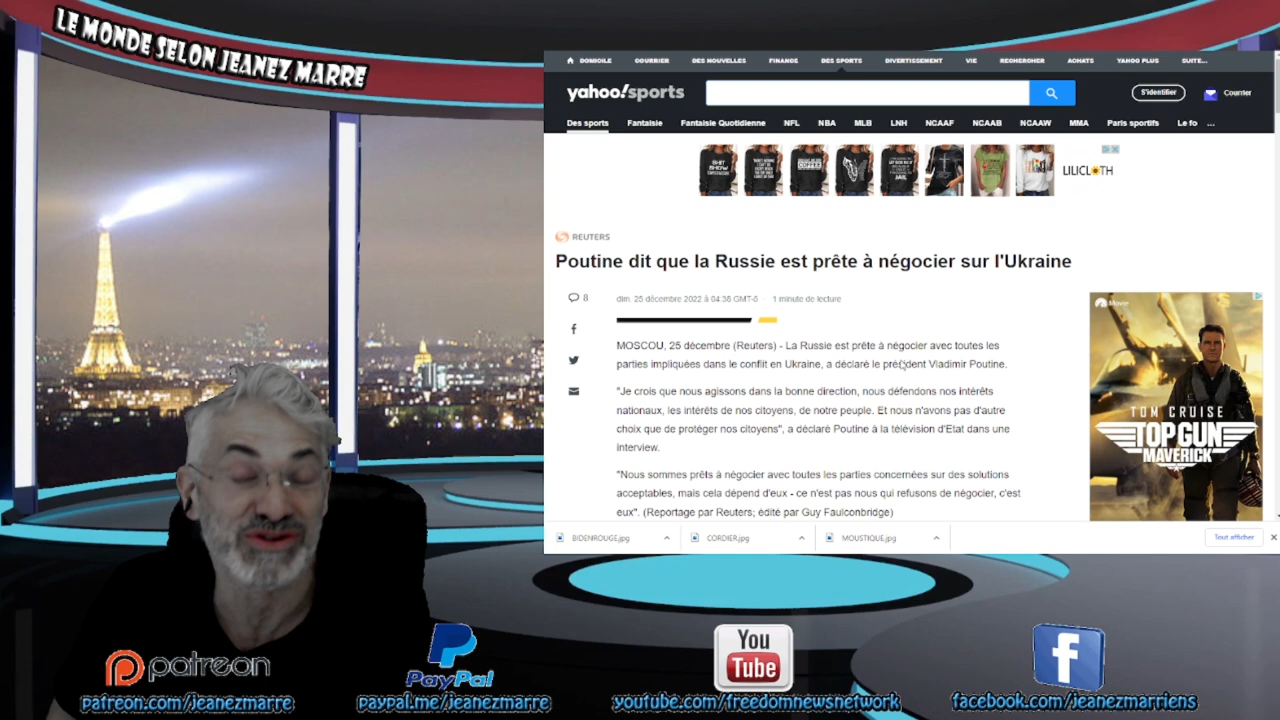 LE MONDE SELON JEANEZ MARRE
DOMICILE COURRIER DES NOUVELLES FINANCE DES SPORTS DIVERTISSEMENT VIE RECHERCHER ACHATS YAHOO PLUS SUITE...
yahoo!sports
S'identifier
Courrier
Des sports Fantaisie Fantaisie Quotidienne NFL NBA MLB LNH NCAAF NCAAB NCAAW MMA Paris sportifs Le fo ...
LILICLOTH
REUTERS
Poutine dit que la Russie est prête à négocier sur l'Ukraine
8
dim. 25 décembre 2022 à 04:38 GMT-5 · 1 minute de lecture
MOSCOU, 25 décembre (Reuters) - La Russie est prête à négocier avec toutes les
parties impliquées dans le conflit en Ukraine, a déclaré le président Vladimir Poutine.
"Je crois que nous agissons dans la bonne direction, nous défendons nos intérêts
nationaux, les intérêts de nos citoyens, de notre peuple. Et nous n'avons pas d'autre
choix que de protéger nos citoyens", a déclaré Poutine à la télévision d'Etat dans une
interview.
"Nous sommes prêts à négocier avec toutes les parties concernées sur des solutions
acceptables, mais cela dépend d'eux - ce n'est pas nous qui refusons de négocier, c'est
eux". (Reportage par Reuters; édité par Guy Faulconbridge)
Movie
TOM CRUISE
TOP GUN
MAVERICK
BIDENROUGE.jpg
CORDIER.jpg
MOUSTIQUE.jpg
Tout afficher
patreon
patreon.com/jeanezmarre
PayPal
paypal.me/jeanezmarre
You
Tube
youtube.com/freedomnewsnetwork
facebook.com/jeanezmarriens